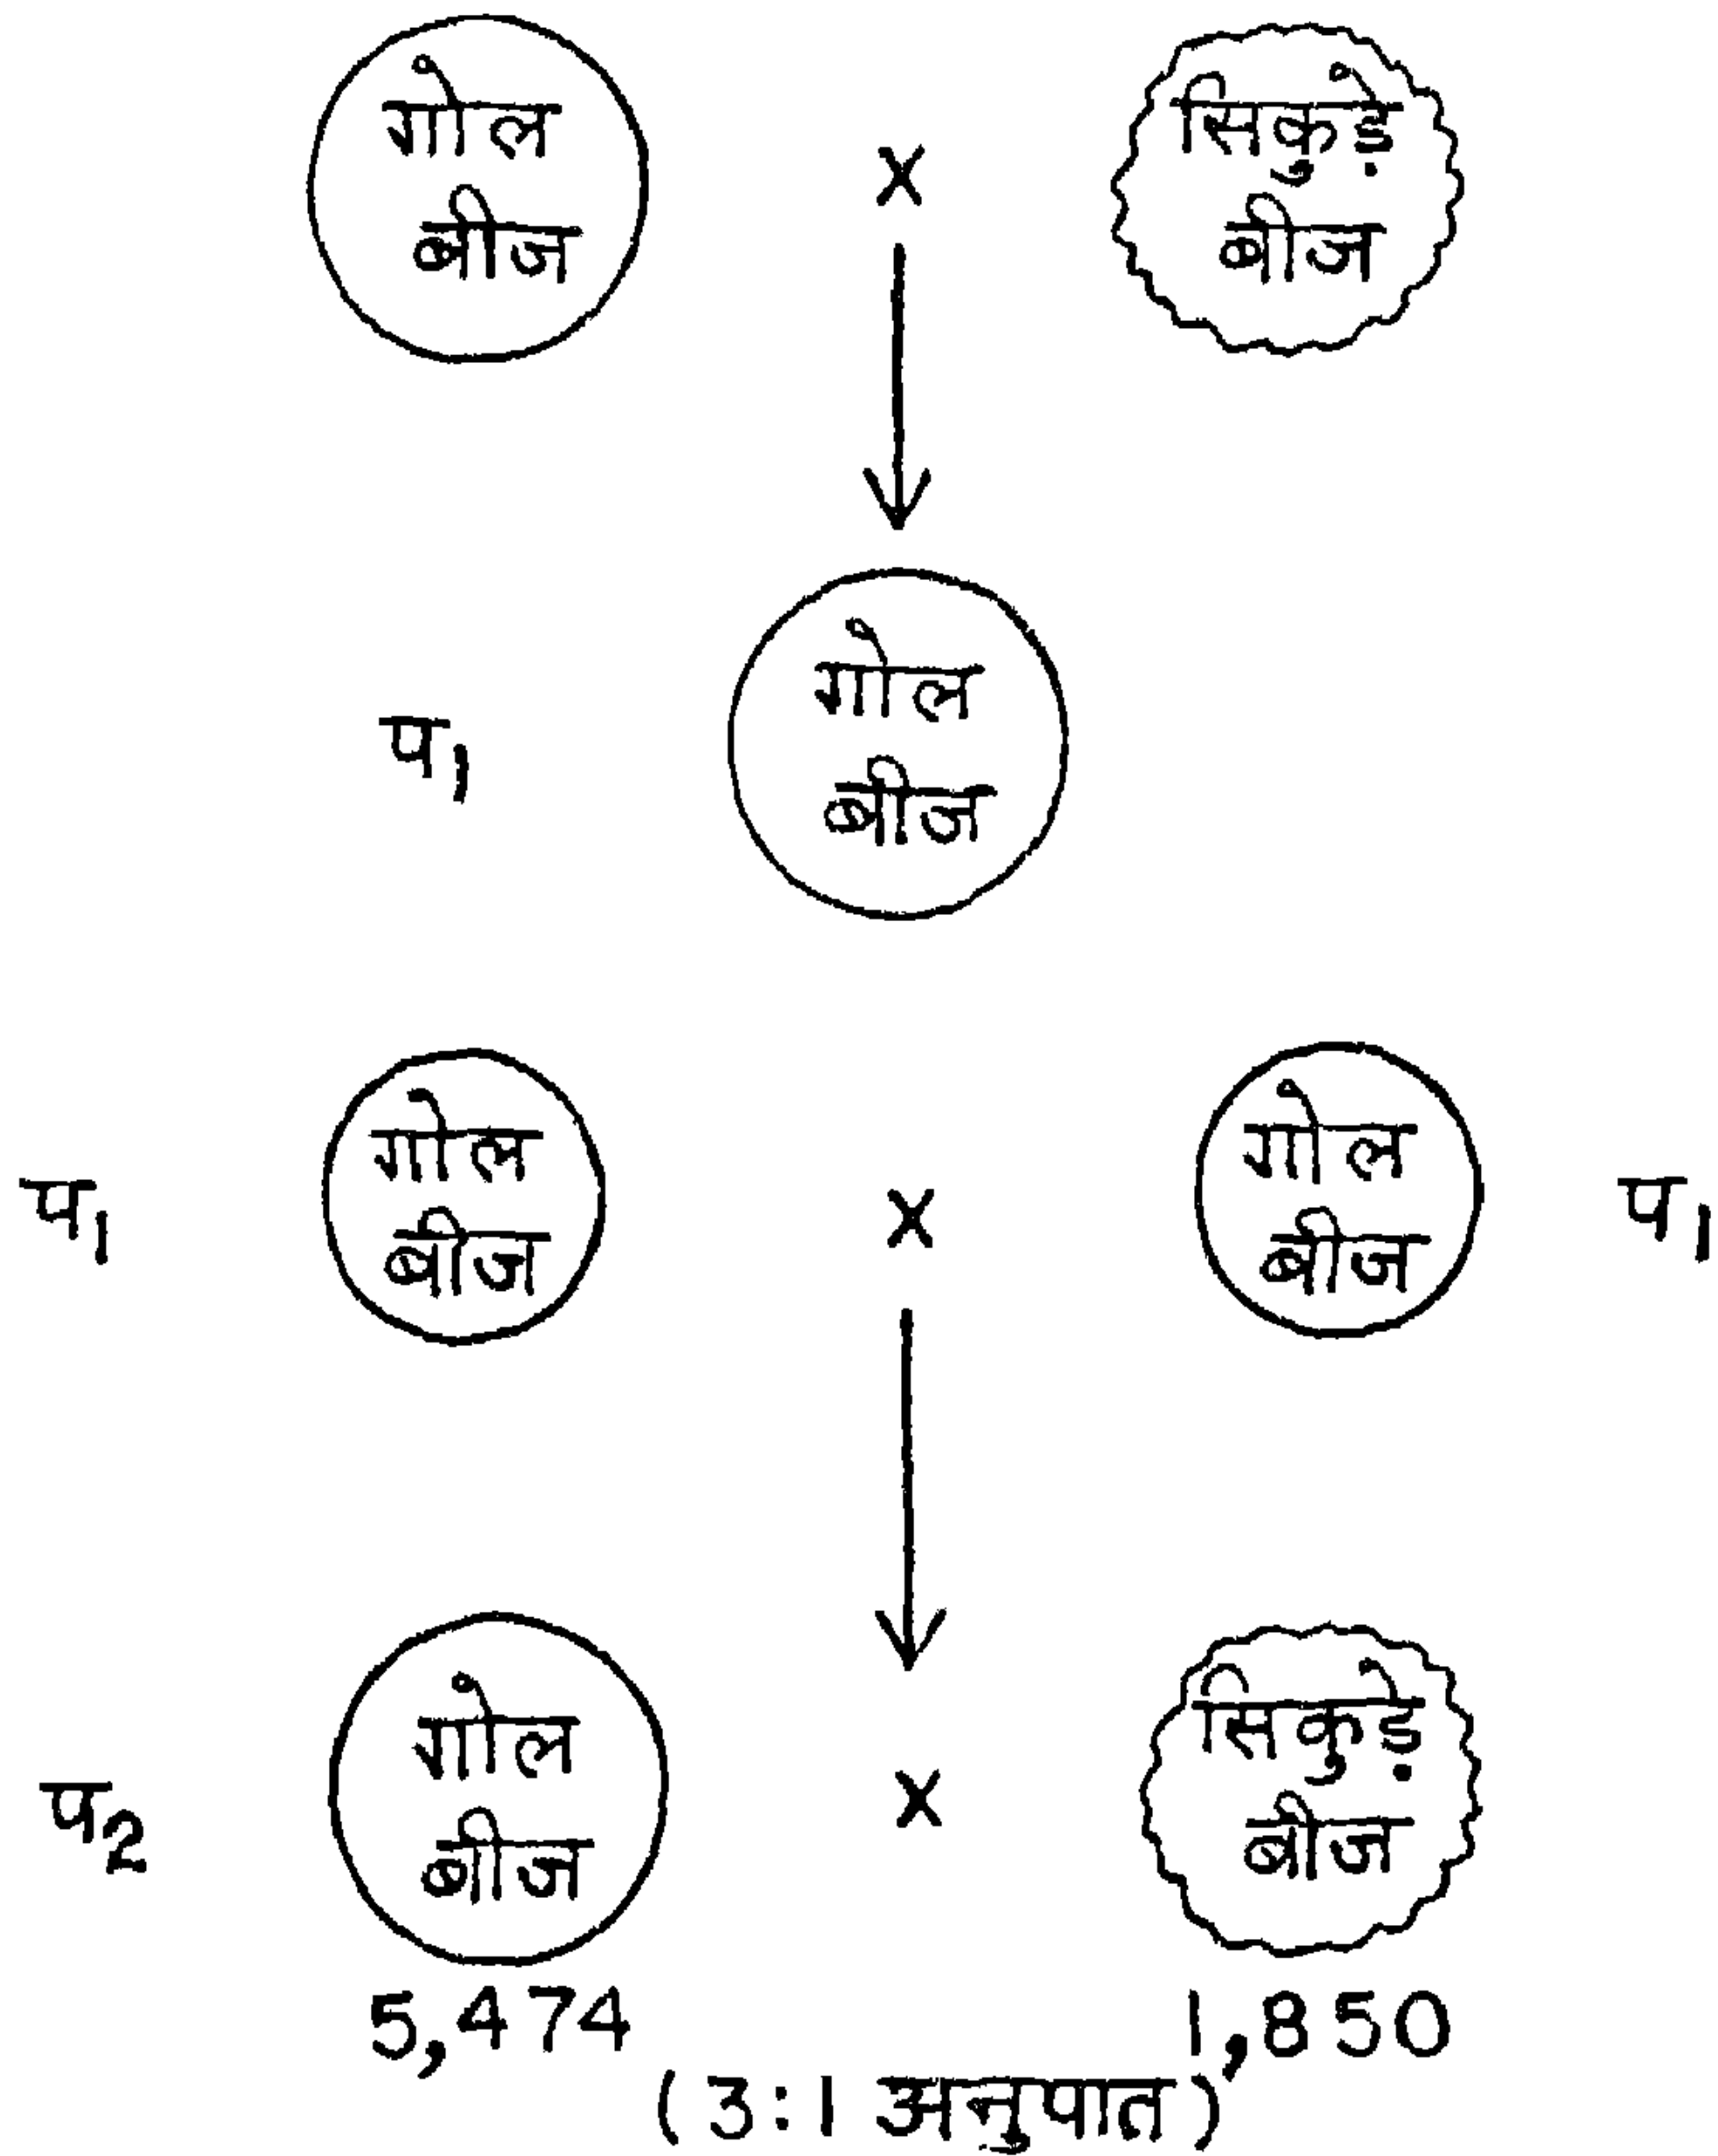 गोल
बीज
x
सिकुड़े
बीज
प₁
गोल
बीज
प₁
गोल
बीज
x
गोल
बीज
प₁
प₂
गोल
बीज
x
सिकुड़े
बीज
5,474
1,850
(3:1 अनुपात)